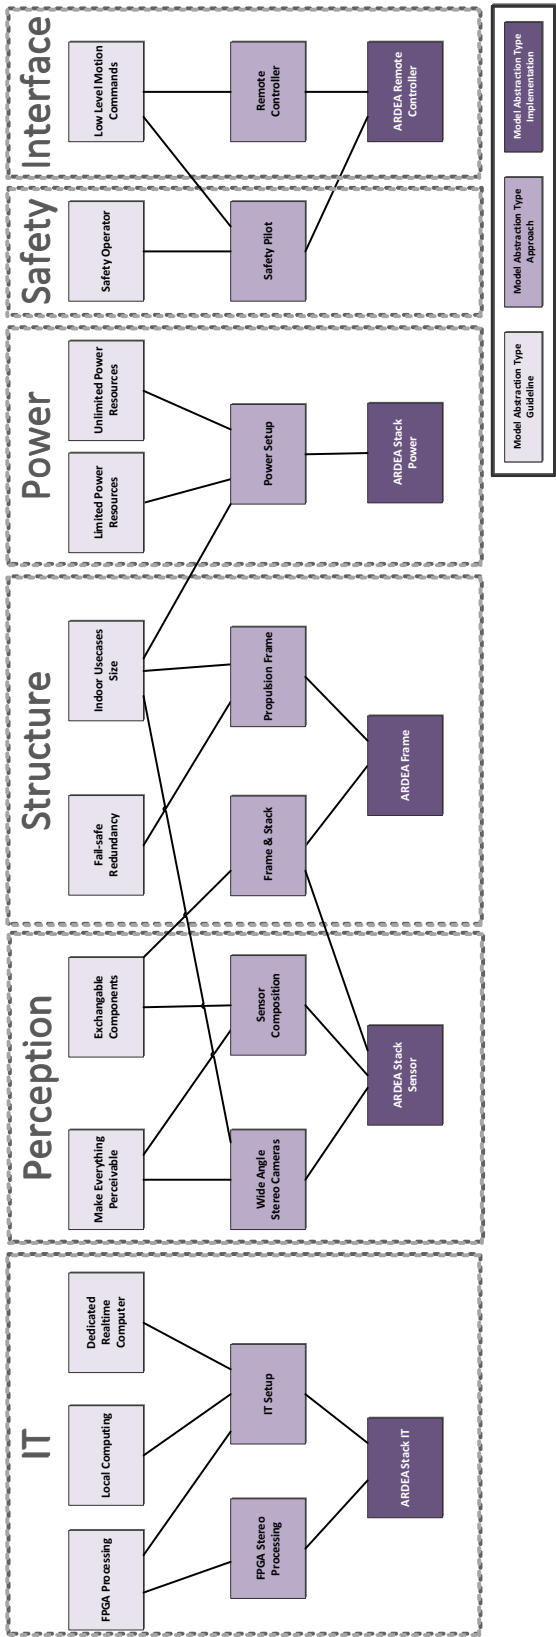 IT
FPGA Processing
Local Computing
Dedicated
Realtime
Computer
FPGA Stereo
Processing
IT Setup
ARDEA Stack IT
Perception
Make Everything
Perceivable
Exchangable
Components
Wide Angle
Stereo Cameras
Sensor
Composition
ARDEA Stack
Sensor
Structure
Fail-safe
Redundancy
Indoor Usecases
Size
Frame & Stack
Propulsion Frame
ARDEA Frame
Power
Limited Power
Resources
Unlimited Power
Resources
Power Setup
ARDEA Stack
Power
Safety
Safety Operator
Safety Pilot
Interface
Low Level Motion
Commands
Remote
Controller
ARDEA Remote
Controller
Model Abstraction Type
Guideline
Model Abstraction Type
Approach
Model Abstraction Type
Implementation